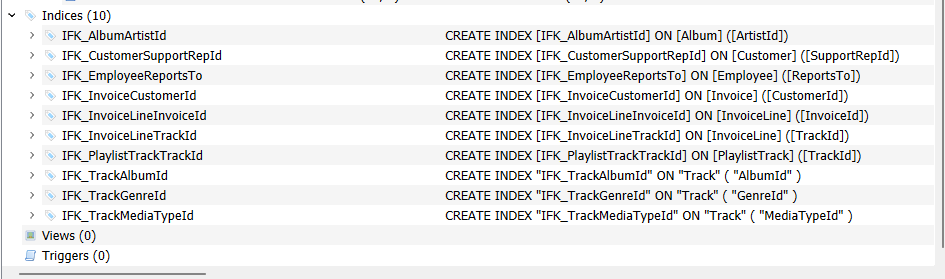 Indices (10)
IFK_AlbumArtistId CREATE INDEX [IFK_AlbumArtistId] ON [Album] ([ArtistId])
IFK_CustomerSupportRepId CREATE INDEX [IFK_CustomerSupportRepId] ON [Customer] ([SupportRepId])
IFK_EmployeeReportsTo CREATE INDEX [IFK_EmployeeReportsTo] ON [Employee] ([ReportsTo])
IFK_InvoiceCustomerId CREATE INDEX [IFK_InvoiceCustomerId] ON [Invoice] ([CustomerId])
IFK_InvoiceLineInvoiceId CREATE INDEX [IFK_InvoiceLineInvoiceId] ON [InvoiceLine] ([InvoiceId])
IFK_InvoiceLineTrackId CREATE INDEX [IFK_InvoiceLineTrackId] ON [InvoiceLine] ([TrackId])
IFK_PlaylistTrackTrackId CREATE INDEX [IFK_PlaylistTrackTrackId] ON [PlaylistTrack] ([TrackId])
IFK_TrackAlbumId CREATE INDEX "IFK_TrackAlbumId" ON "Track" ( "AlbumId" )
IFK_TrackGenreId CREATE INDEX "IFK_TrackGenreId" ON "Track" ( "GenreId" )
IFK_TrackMediaTypeId CREATE INDEX "IFK_TrackMediaTypeId" ON "Track" ( "MediaTypeId" )
Views (0)
Triggers (0)